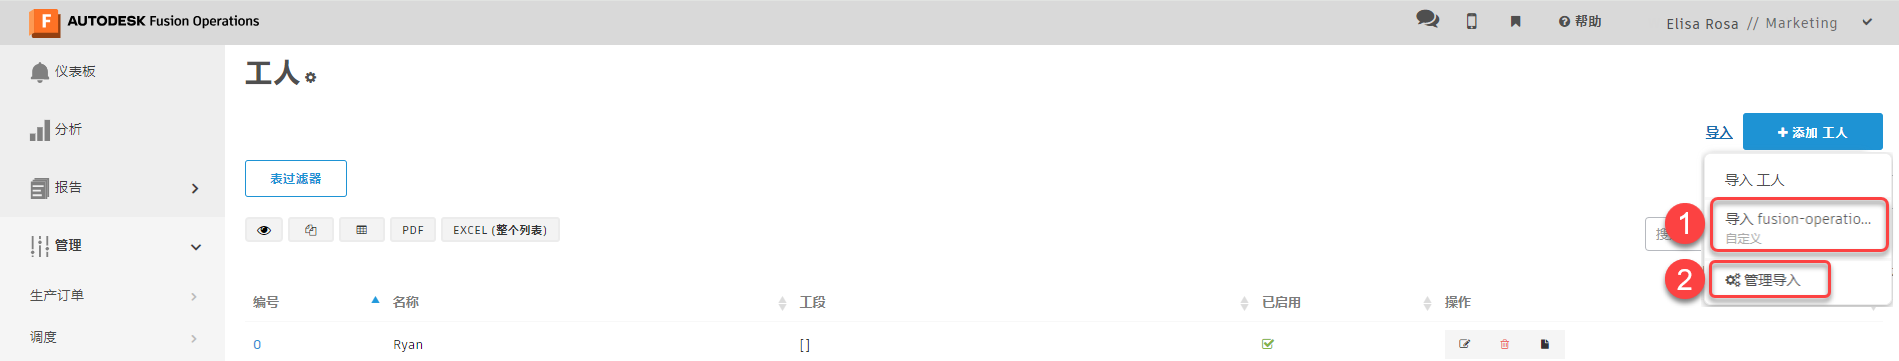 F AUTODESK Fusion Operations
帮助
Elisa Rosa // Marketing
仪表板
分析
报告
管理
生产订单
调度
工人
导入
+ 添加 工人
表过滤器
PDF
EXCEL (整个列表)
导入 工人
1
导入 fusion-operatio...
自定义
2
管理导入
编号 名称 工段 已启用 操作
0 Ryan []